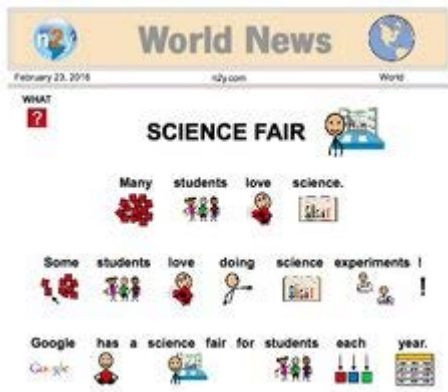 n2y
World News
February 23, 2016
n2y.com
World
WHAT
?
SCIENCE FAIR
Many students love science.
Some students love doing science experiments !
!
Google has a science fair for students each year.
Google